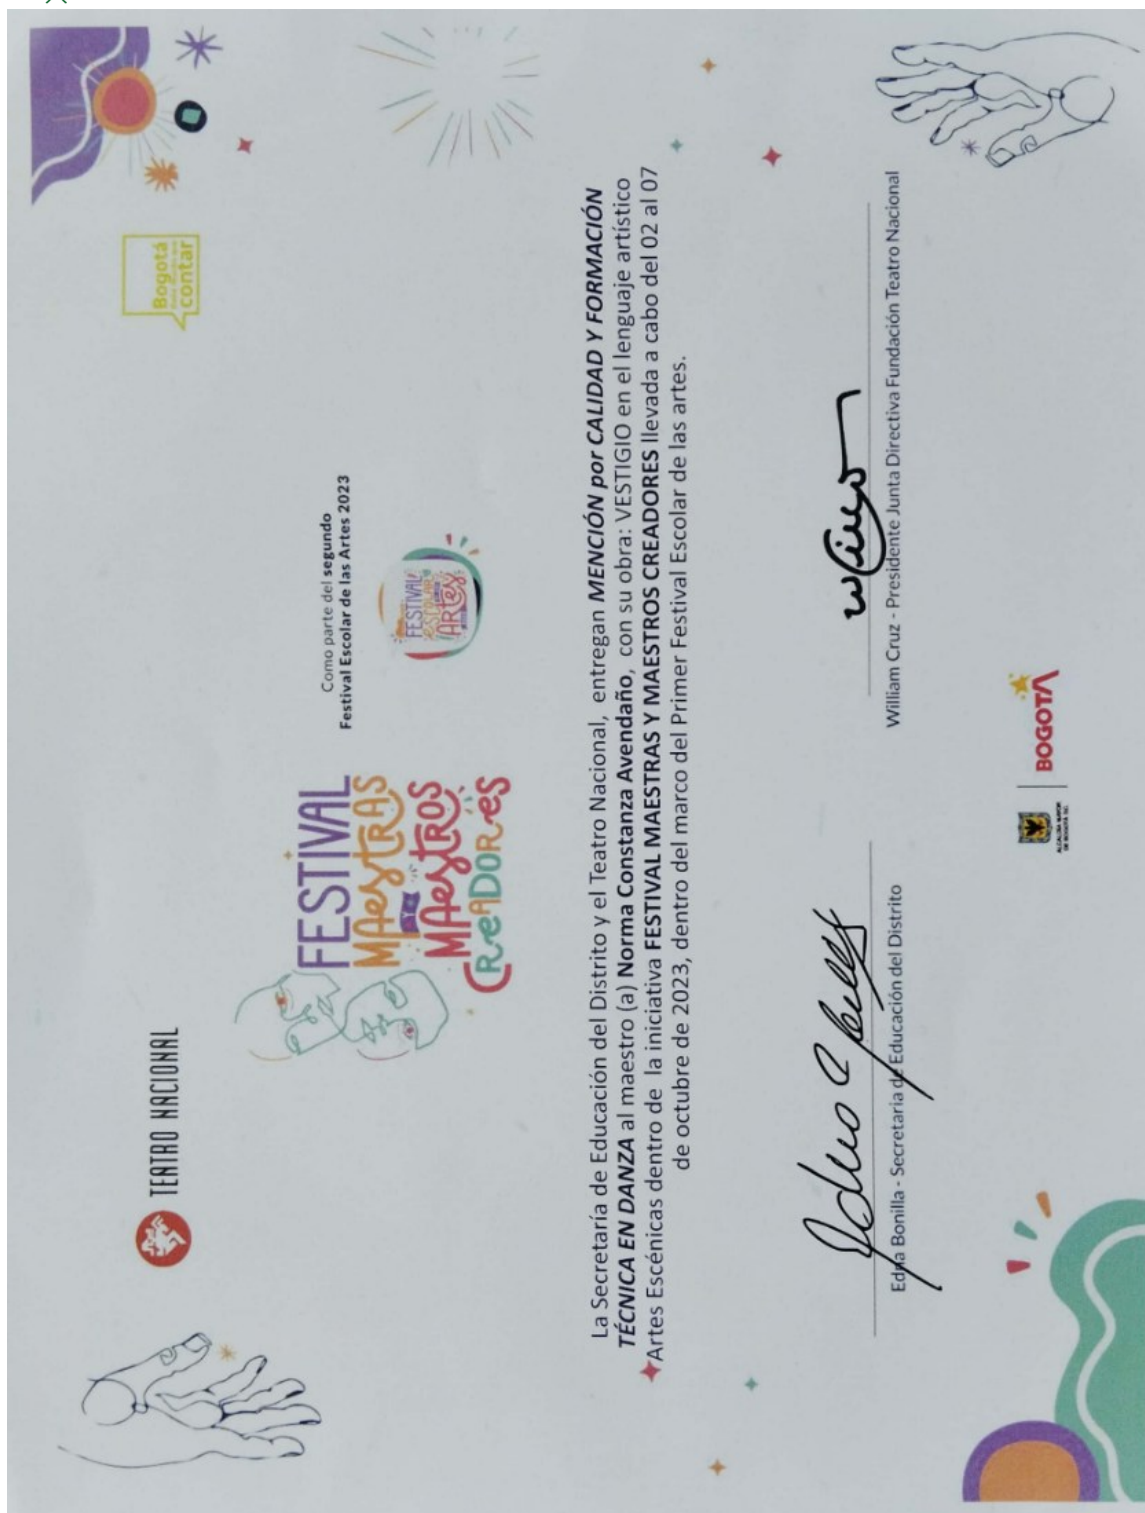 TEATRO NACIONAL
Bogotá
contar
FESTIVAL
MAESTRAS
Y
MAESTROS
CREADORES
Como parte del segundo
Festival Escolar de las Artes 2023
FESTIVAL
ESCOLAR
ARTES
La Secretaría de Educación del Distrito y el Teatro Nacional, entregan MENCIÓN por CALIDAD Y FORMACIÓN
TÉCNICA EN DANZA al maestro (a) Norma Constanza Avendaño, con su obra: VESTIGIO en el lenguaje artístico
Artes Escénicas dentro de la iniciativa FESTIVAL MAESTRAS Y MAESTROS CREADORES llevada a cabo del 02 al 07
de octubre de 2023, dentro del marco del Primer Festival Escolar de las artes.
Edna Bonilla - Secretaria de Educación del Distrito
William Cruz - Presidente Junta Directiva Fundación Teatro Nacional
ALCALDÍA MAYOR
DE BOGOTÁ D.C.
BOGOTÁ